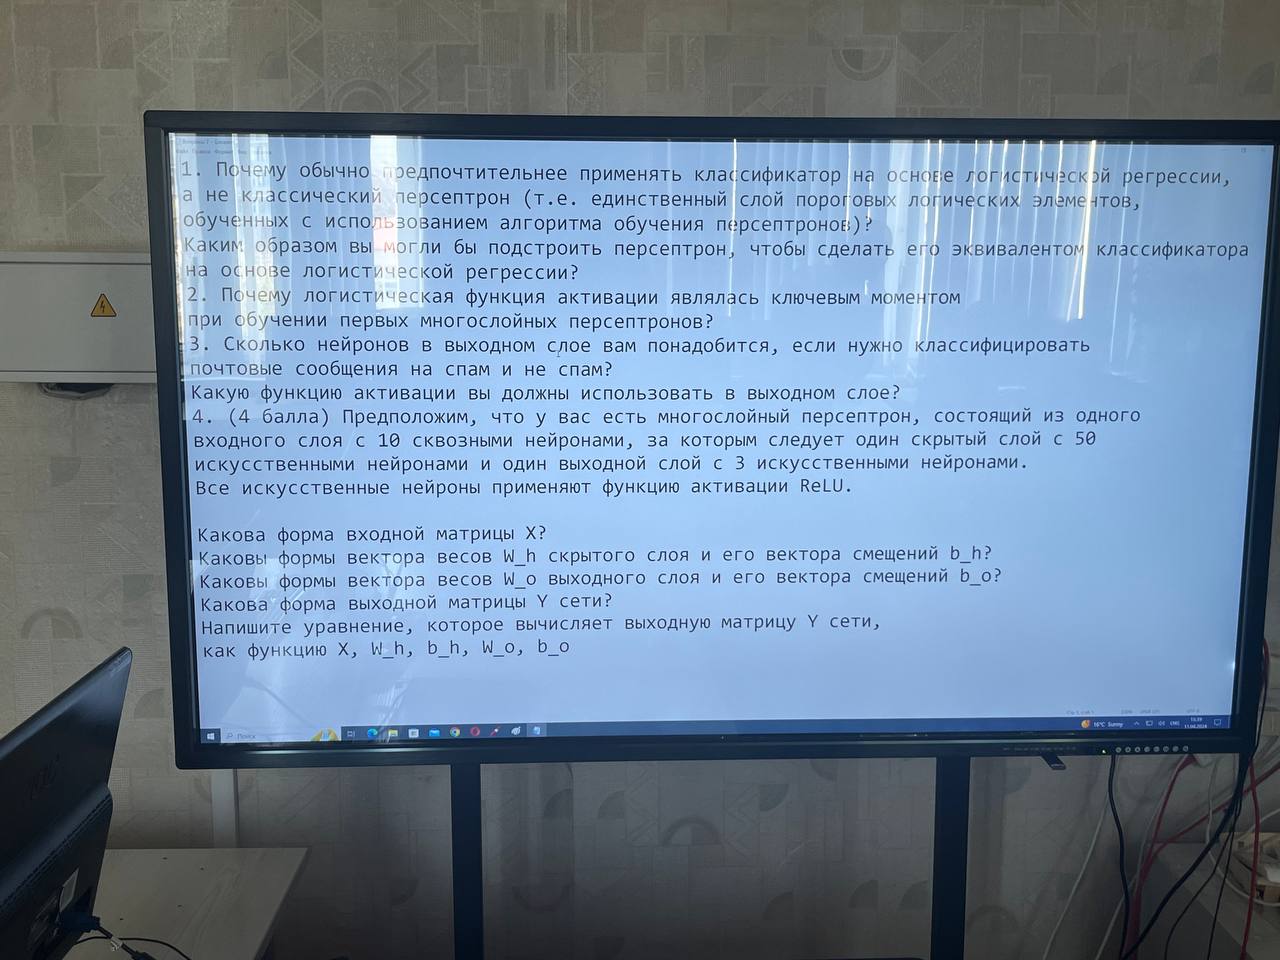 1. Почему обычно предпочтительнее применять классификатор на основе логистической регрессии,
а не классический персептрон (т.е. единственный слой пороговых логических элементов,
обученных с использованием алгоритма обучения персептронов)?
Каким образом вы могли бы подстроить персептрон, чтобы сделать его эквивалентом классификатора
на основе логистической регрессии?
2. Почему логистическая функция активации являлась ключевым моментом
при обучении первых многослойных персептронов?
3. Сколько нейронов в выходном слое вам понадобится, если нужно классифицировать
почтовые сообщения на спам и не спам?
Какую функцию активации вы должны использовать в выходном слое?
4. (4 балла) Предположим, что у вас есть многослойный персептрон, состоящий из одного
входного слоя с 10 сквозными нейронами, за которым следует один скрытый слой с 50
искусственными нейронами и один выходной слой с 3 искусственными нейронами.
Все искусственные нейроны применяют функцию активации ReLU.
Какова форма входной матрицы X?
Каковы формы вектора весов W_h скрытого слоя и его вектора смещений b_h?
Каковы формы вектора весов W_o выходного слоя и его вектора смещений b_o?
Какова форма выходной матрицы Y сети?
Напишите уравнение, которое вычисляет выходную матрицу Y сети,
как функцию X, W_h, b_h, W_o, b_o
Поиск
16°C Sunny